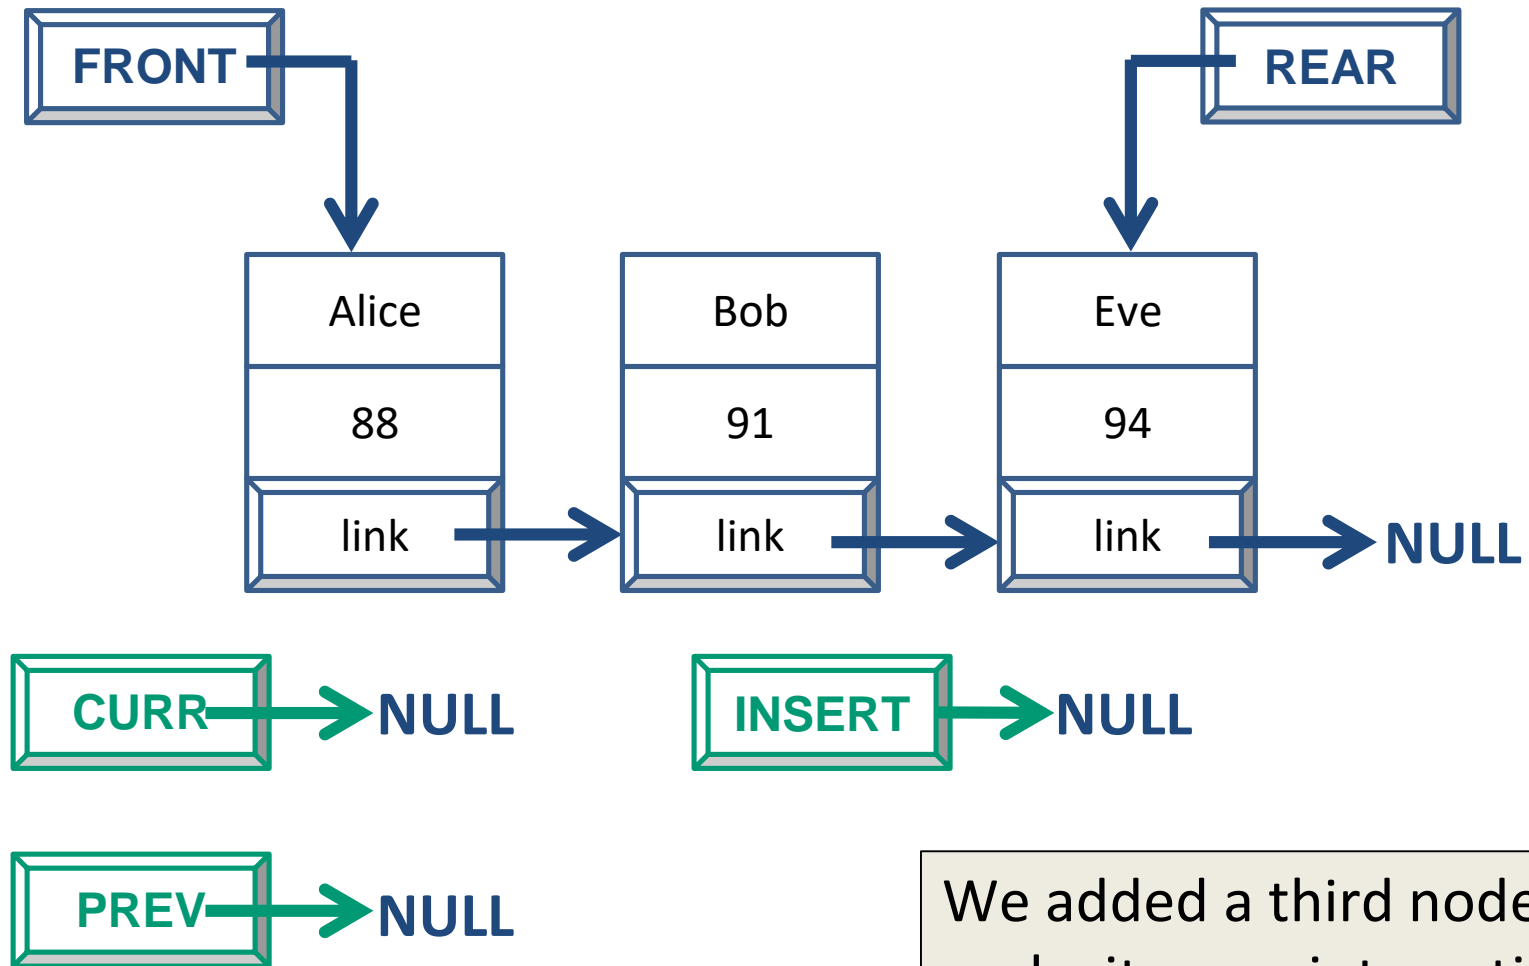 FRONT
REAR
Alice
Bob
Eve
88
91
94
link
link
link
NULL
CURR
NULL
INSERT
NULL
PREV
NULL
We added a third node